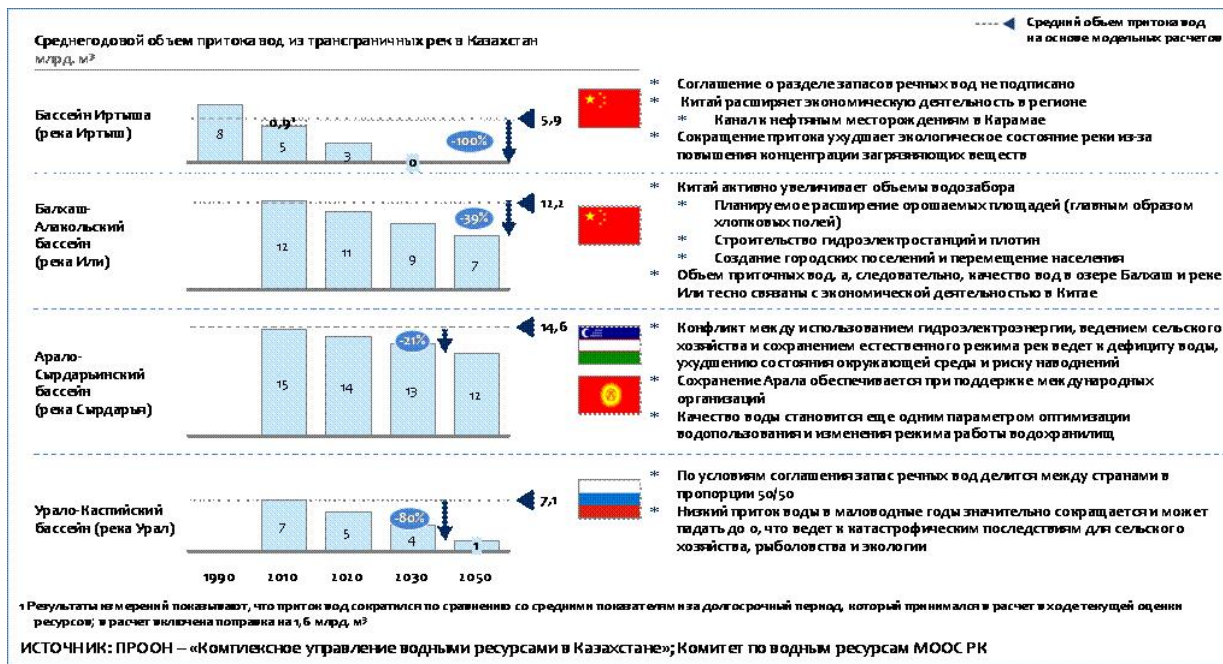 Средний объем притока вод
на основе модельных расчетов
Среднегодовой объем притока вод из трансграничных рек в Казахстан
млрд. м³
Бассейн Иртыша
(река Иртыш)
8
0,9¹
5
3
0
-100%
5,9
* Соглашение о разделе запасов речных вод не подписано
* Китай расширяет экономическую деятельность в регионе
* Канал к нефтяным месторождениям в Карамае
* Сокращение притока ухудшает экологическое состояние реки из-за
повышения концентрации загрязняющих веществ
Балхаш-
Алакольский
бассейн
(река Или)
12
11
9
7
-39%
12,2
* Китай активно увеличивает объемы водозабора
* Планируемое расширение орошаемых площадей (главным образом
хлопковых полей)
* Строительство гидроэлектростанций и плотин
* Создание городских поселений и перемещение населения
* Объем приточных вод, а, следовательно, качество вод в озере Балхаш и реке
Или тесно связаны с экономической деятельностью в Китае
Арало-
Сырдарьинский
бассейн
(река Сырдарья)
15
14
13
12
-21%
14,6
* Конфликт между использованием гидроэлектроэнергии, ведением сельского
хозяйства и сохранением естественного режима рек ведет к дефициту воды,
ухудшению состояния окружающей среды и риску наводнений
* Сохранение Арала обеспечивается при поддержке международных
организаций
* Качество воды становится еще одним параметром оптимизации
водопользования и изменения режима работы водохранилищ
Урало-Каспийский
бассейн (река Урал)
7
5
4
1
-80%
7,1
* По условиям соглашения запас речных вод делится между странами в
пропорции 50/50
* Низкий приток воды в маловодные годы значительно сокращается и может
падать до 0, что ведет к катастрофическим последствиям для сельского
хозяйства, рыболовства и экологии
1990 2010 2020 2030 2050
1 Результаты измерений показывают, что приток вод сократился по сравнению со средними показателями за долгосрочный период, который принимался в расчет в ходе текущей оценки
ресурсов; в расчет включена поправка на 1,6 млрд. м³
ИСТОЧНИК: ПРООН – «Комплексное управление водными ресурсами в Казахстане»; Комитет по водным ресурсам МООС РК